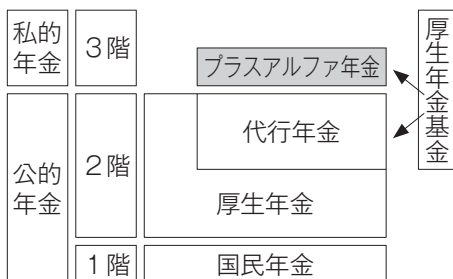 私的
年金
3階
プラスアルファ年金
厚生年金基金
公的
年金
2階
代行年金
厚生年金
1階
国民年金